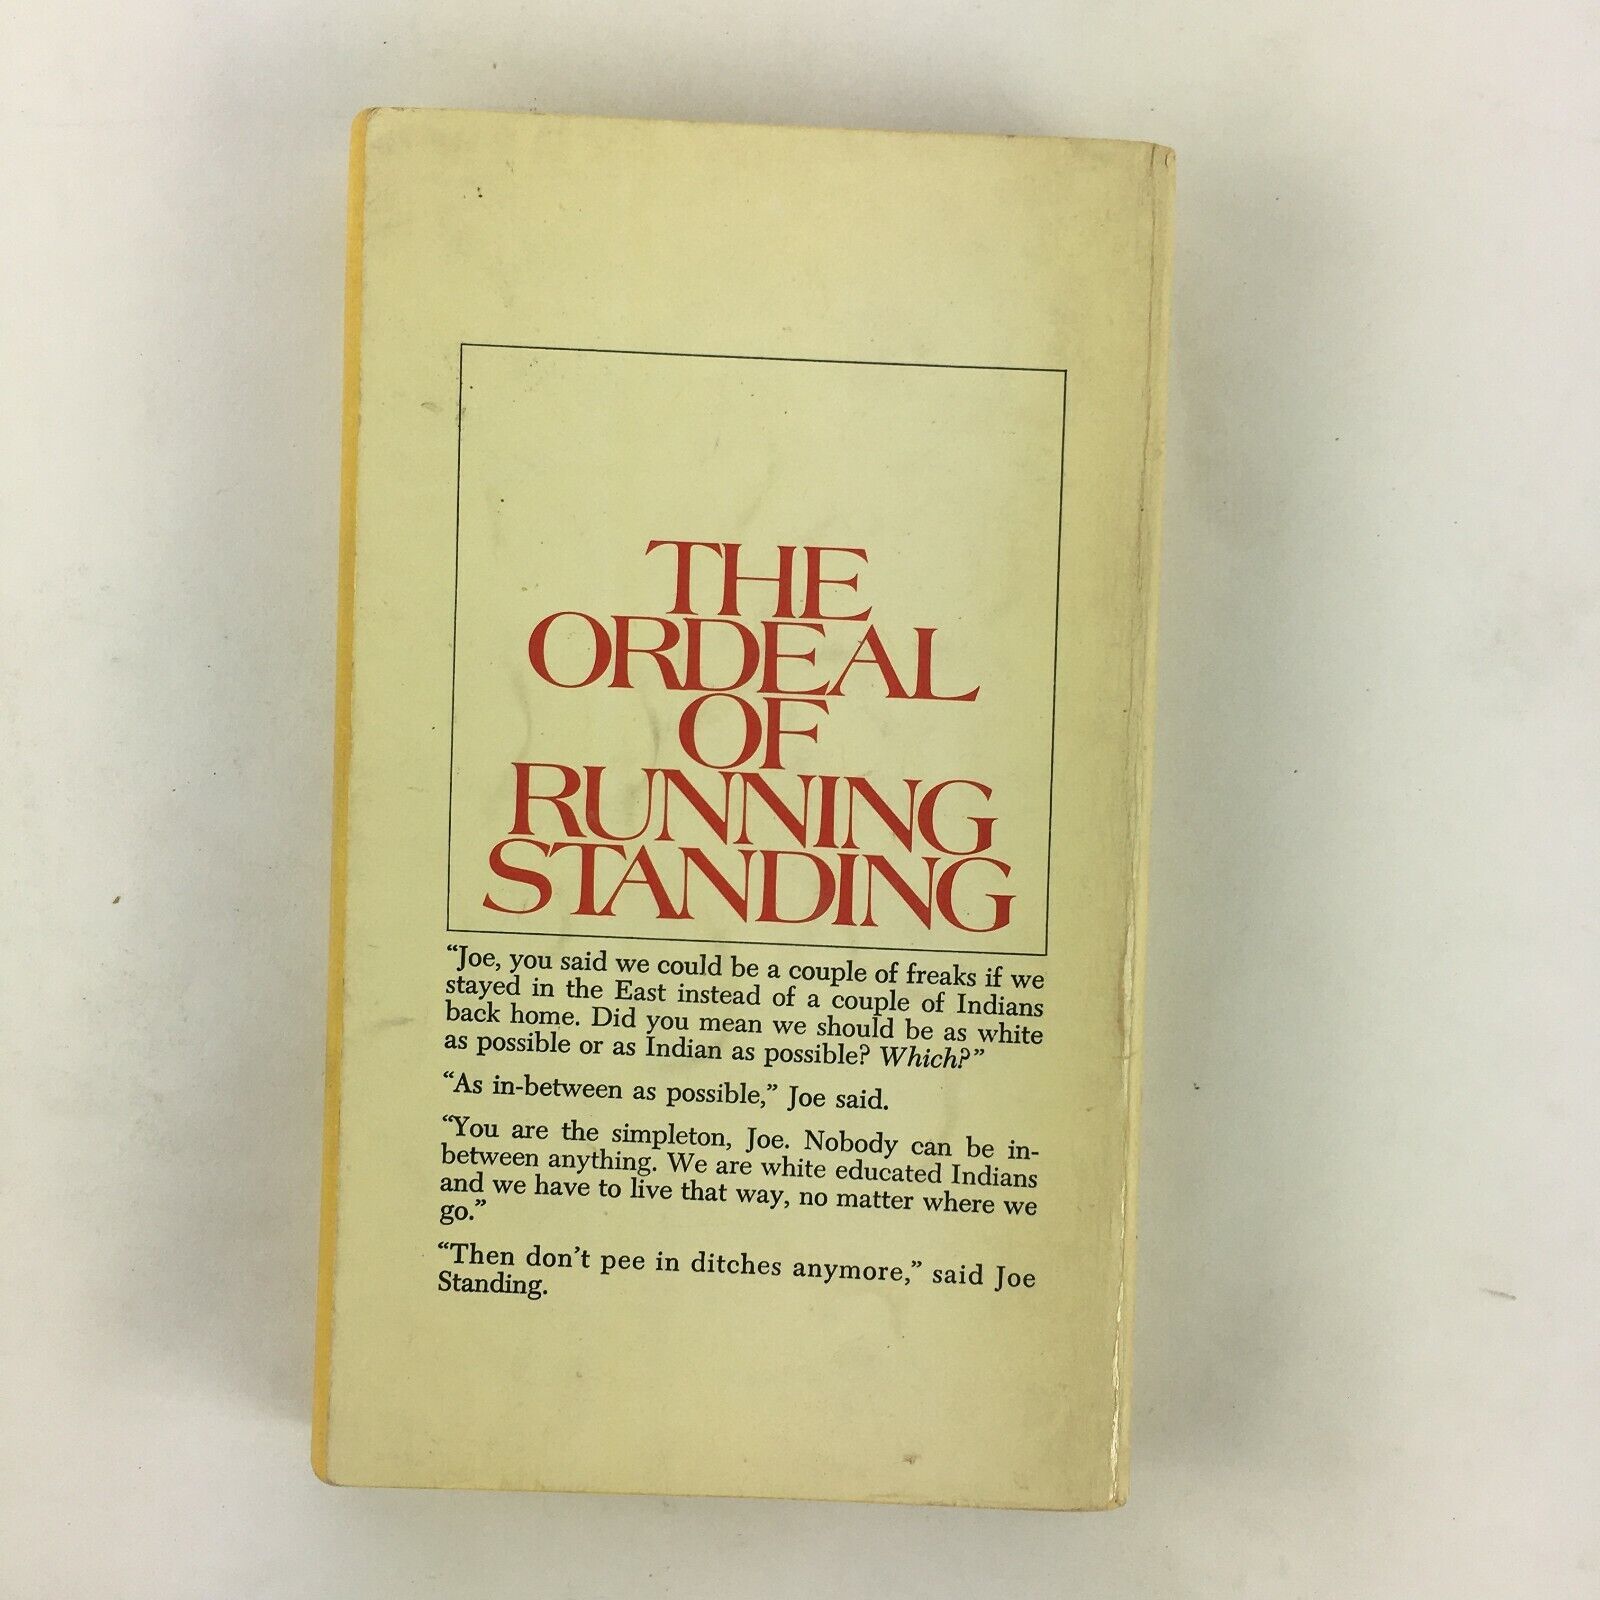 THE
ORDEAL
OF
RUNNING
STANDING
“Joe, you said we could be a couple of freaks if we
stayed in the East instead of a couple of Indians
back home. Did you mean we should be as white
as possible or as Indian as possible? Which?”
“As in-between as possible,” Joe said.
“You are the simpleton, Joe. Nobody can be in-
between anything. We are white educated Indians
and we have to live that way, no matter where we
go.”
“Then don’t pee in ditches anymore,” said Joe
Standing.